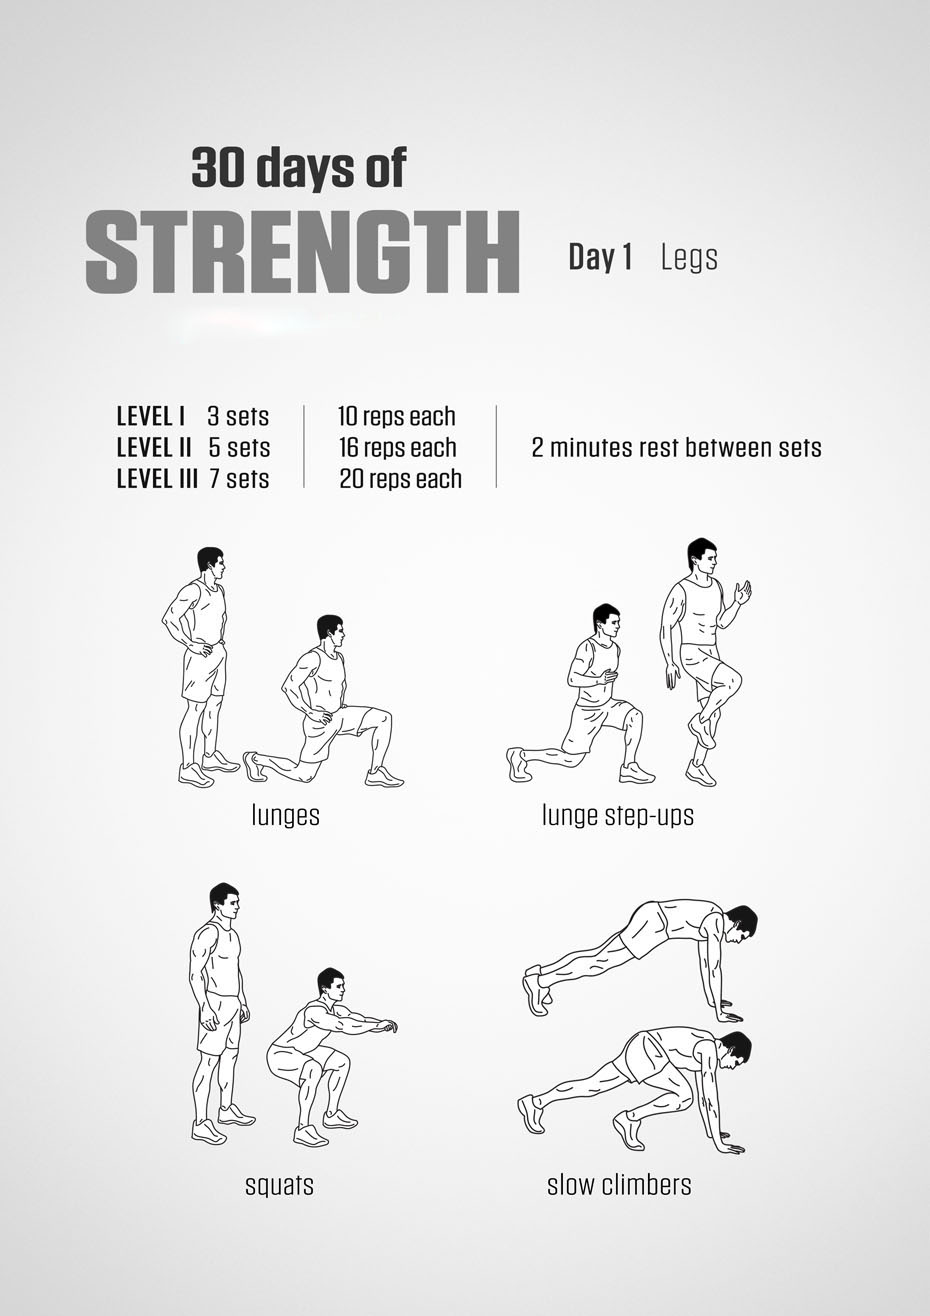 30 days of
STRENGTH
Day 1 Legs
LEVEL I 3 sets 10 reps each
LEVEL II 5 sets 16 reps each 2 minutes rest between sets
LEVEL III 7 sets 20 reps each
lunges
lunge step-ups
squats
slow climbers